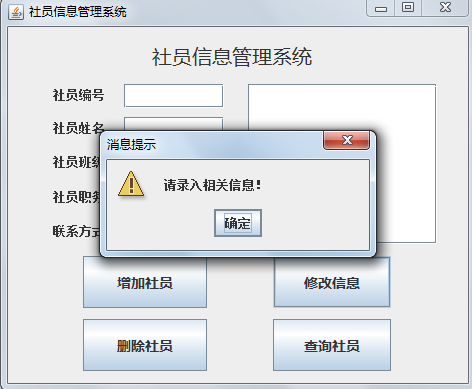 社员信息管理系统
社员信息管理系统
社员编号
社员姓名
社员班级
社员职务
联系方式
消息提示
请录入相关信息！
确定
增加社员
修改信息
删除社员
查询社员